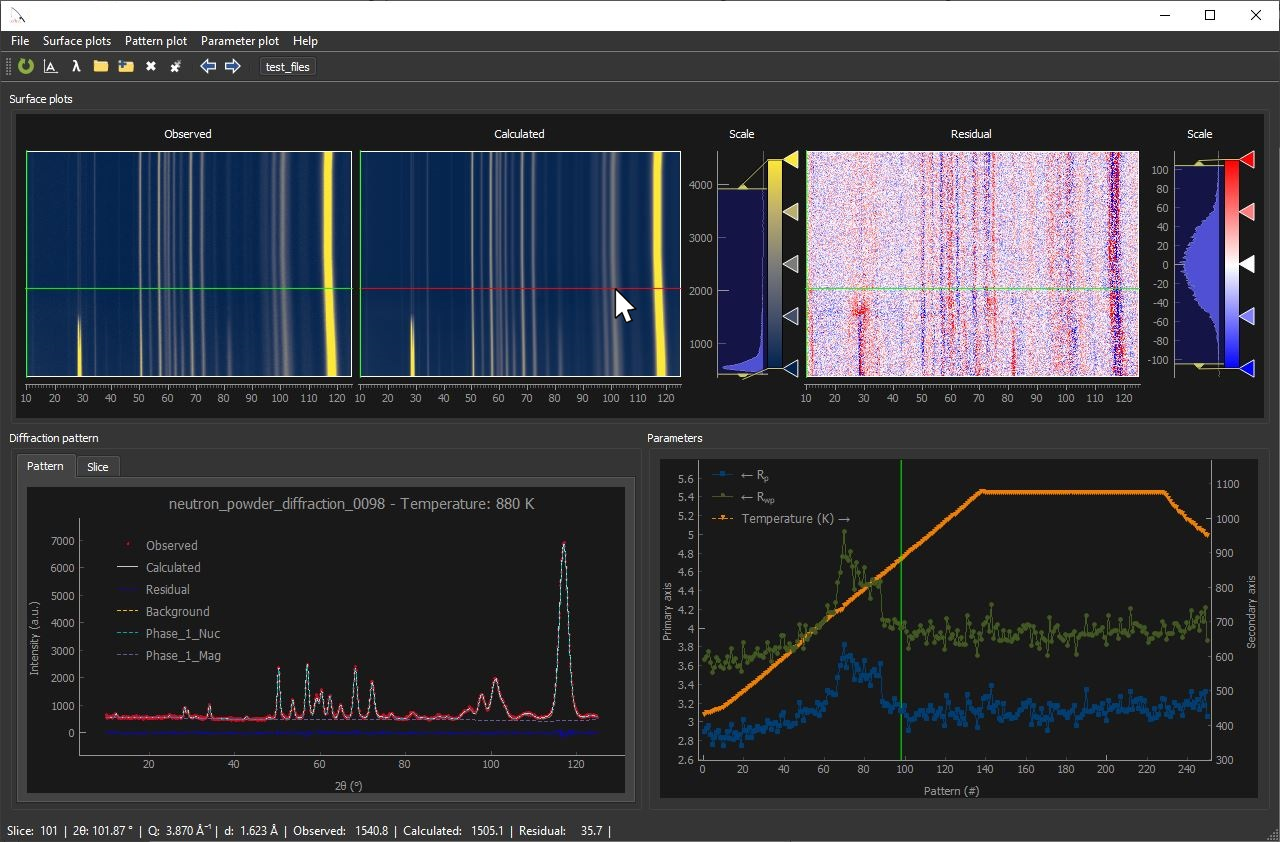 File Surface plots Pattern plot Parameter plot Help
λ test_files
Surface plots
Observed Calculated Scale Residual Scale
4000
3000
2000
1000
100
80
60
40
20
0
-20
-40
-60
-80
-100
10 20 30 40 50 60 70 80 90 100 110 120
10 20 30 40 50 60 70 80 90 100 110 120
10 20 30 40 50 60 70 80 90 100 110 120
Diffraction pattern
Pattern Slice
neutron_powder_diffraction_0098 - Temperature: 880 K
Observed
Calculated
Residual
Background
Phase_1_Nuc
Phase_1_Mag
Intensity (a.u.)
7000
6000
5000
4000
3000
2000
1000
0
20 40 60 80 100 120
2θ (°)
Parameters
← Rp
← Rwp
Temperature (K) →
Primary axis
5.6
5.4
5.2
5
4.8
4.6
4.4
4.2
4
3.8
3.6
3.4
3.2
3
2.8
2.6
1100
1000
900
800
700
600
500
400
300
Secondary axis
0 20 40 60 80 100 120 140 160 180 200 220 240
Pattern (#)
Slice: 101 | 2θ: 101.87 ° | Q: 3.870 Å⁻¹ | d: 1.623 Å | Observed: 1540.8 | Calculated: 1505.1 | Residual: 35.7 |